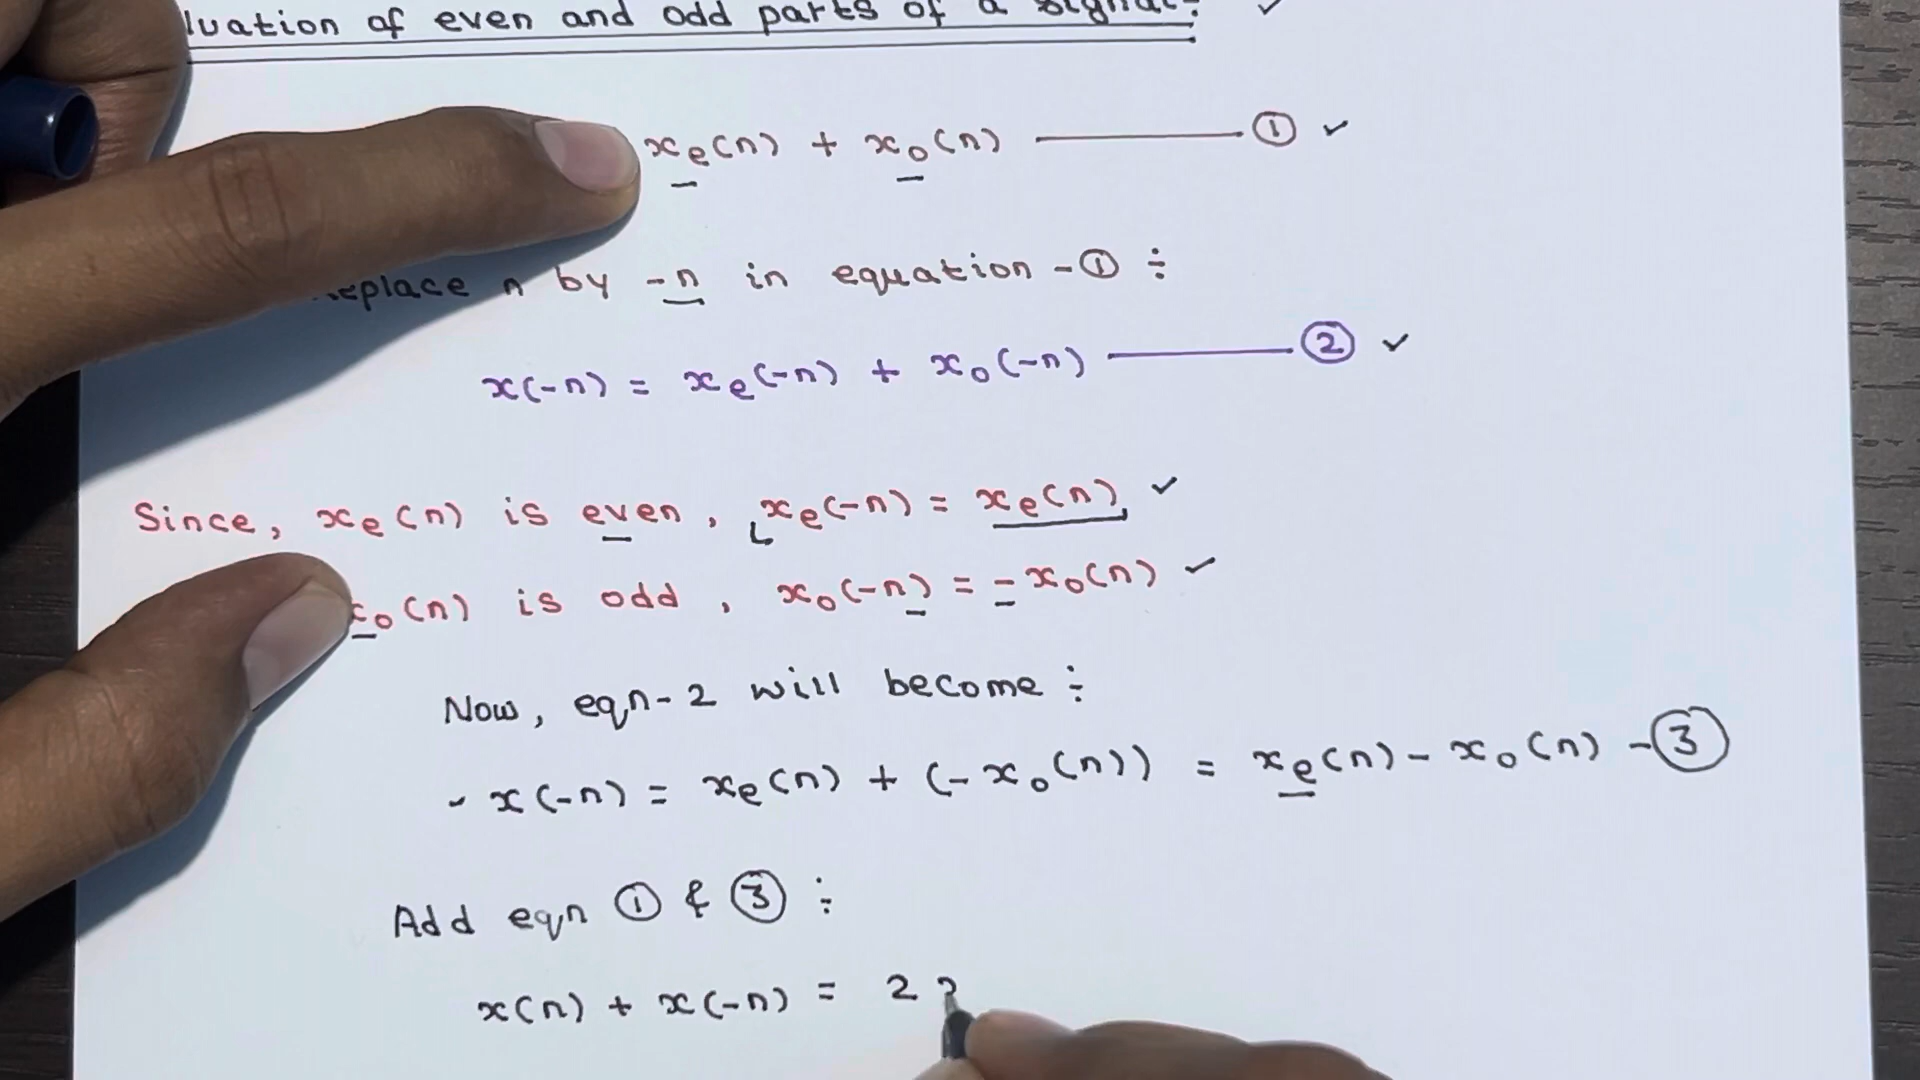 of even and odd parts of a signal:
xₑ(n) + xₒ(n) ——— ① ✓
by -n in equation - ① ÷
x(-n) = xₑ(-n) + xₒ(-n) ——— ② ✓
Since, xₑ(n) is even, xₑ(-n) = xₑ(n) ✓
xₒ(n) is odd, xₒ(-n) = -xₒ(n) ✓
Now, eqn-2 will become ÷
x(-n) = xₑ(n) + (-xₒ(n)) = xₑ(n) - xₒ(n) - ③
Add eqn ① & ③ ÷
x(n) + x(-n) = 2